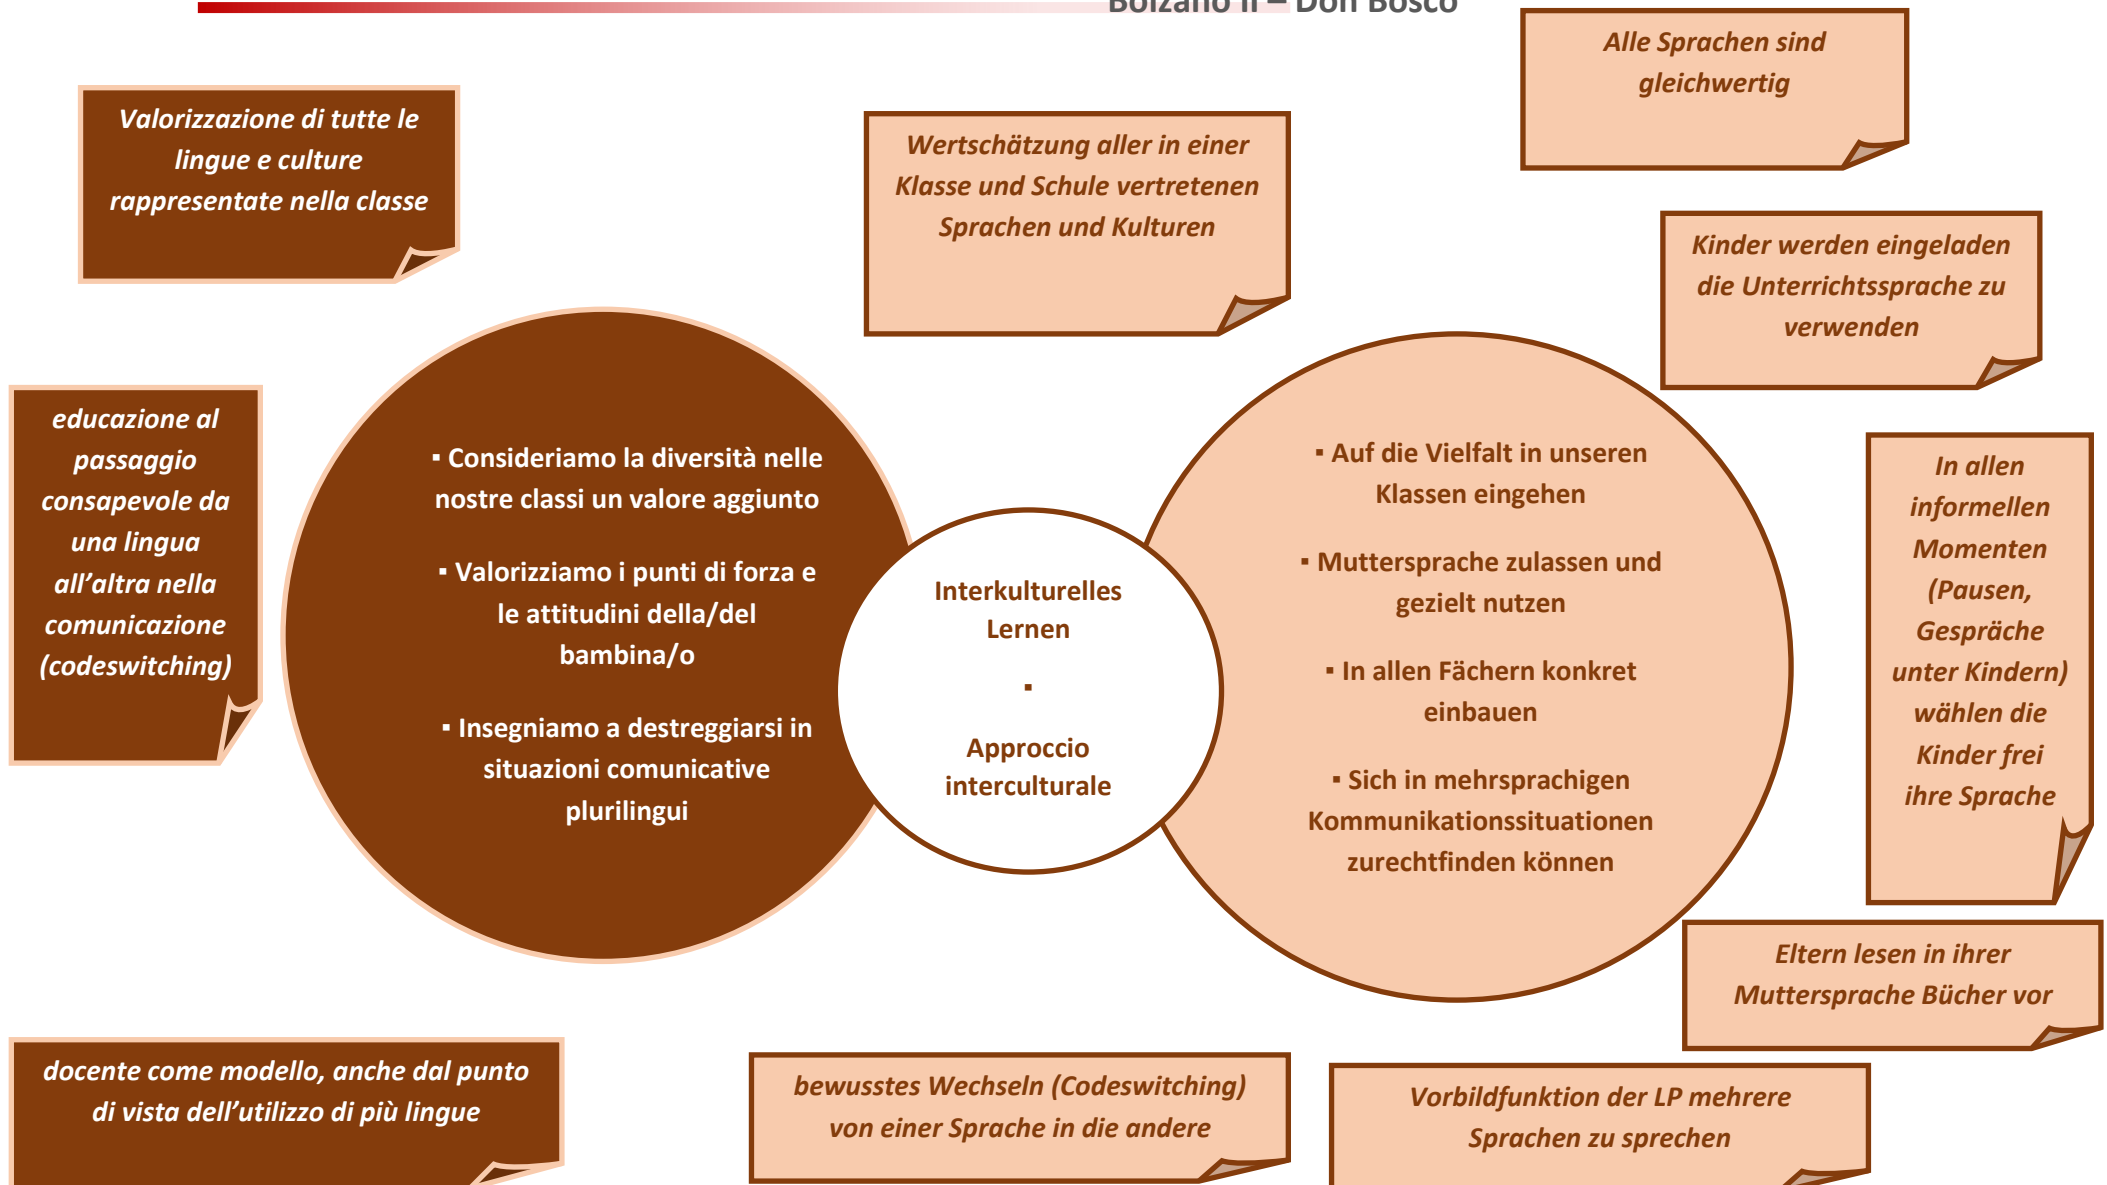 Bolzano II – Don Bosco
Alle Sprachen sind
gleichwertig
Valorizzazione di tutte le
lingue e culture
rappresentate nella classe
Wertschätzung aller in einer
Klasse und Schule vertretenen
Sprachen und Kulturen
Kinder werden eingeladen
die Unterrichtssprache zu
verwenden
educazione al
passaggio
consapevole da
una lingua
all’altra nella
comunicazione
(codeswitching)
▪ Consideriamo la diversità nelle
nostre classi un valore aggiunto
▪ Valorizziamo i punti di forza e
le attitudini della/del
bambina/o
▪ Insegniamo a destreggiarsi in
situazioni comunicative
plurilingui
Interkulturelles
Lernen
▪
Approccio
interculturale
▪ Auf die Vielfalt in unseren
Klassen eingehen
▪ Muttersprache zulassen und
gezielt nutzen
▪ In allen Fächern konkret
einbauen
▪ Sich in mehrsprachigen
Kommunikationssituationen
zurechtfinden können
In allen
informellen
Momenten
(Pausen,
Gespräche
unter Kindern)
wählen die
Kinder frei
ihre Sprache
Eltern lesen in ihrer
Muttersprache Bücher vor
docente come modello, anche dal punto
di vista dell’utilizzo di più lingue
bewusstes Wechseln (Codeswitching)
von einer Sprache in die andere
Vorbildfunktion der LP mehrere
Sprachen zu sprechen